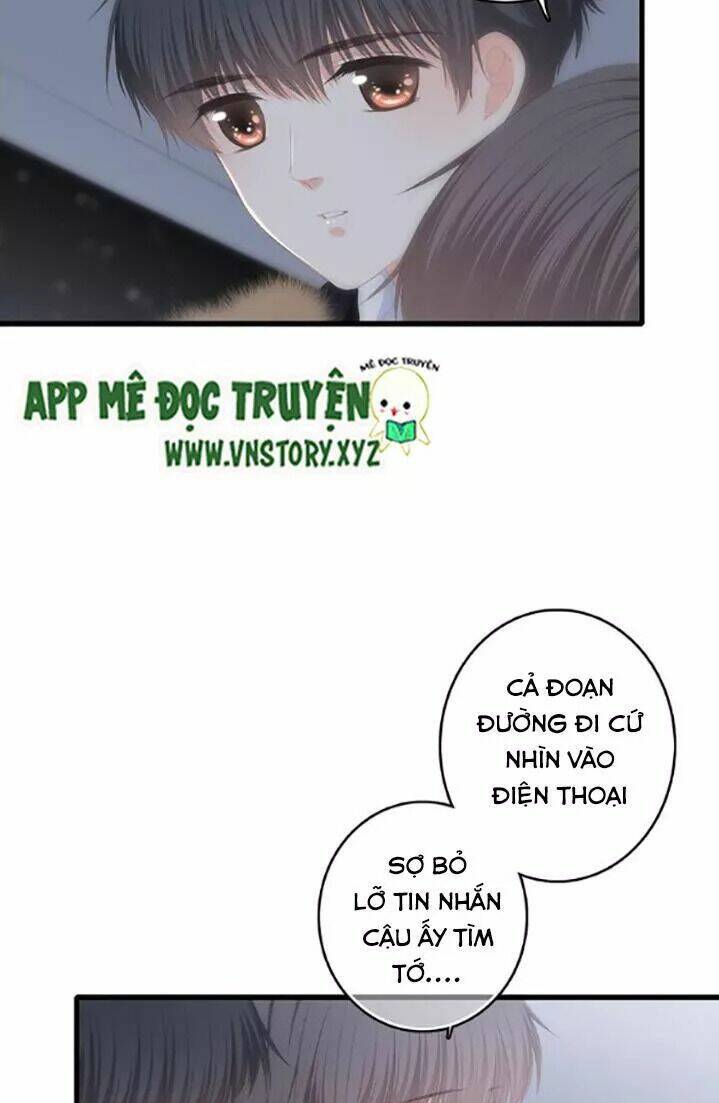 MÊ ĐỌC TRUYỆN
APP MÊ ĐỌC TRUYỆN
WWW.VNSTORY.XYZ
CẢ ĐOẠN
ĐƯỜNG ĐI CỨ
NHÌN VÀO
ĐIỆN THOẠI
SỢ BỎ
LỠ TIN NHẮN
CẬU ẤY TÌM
TỚ....